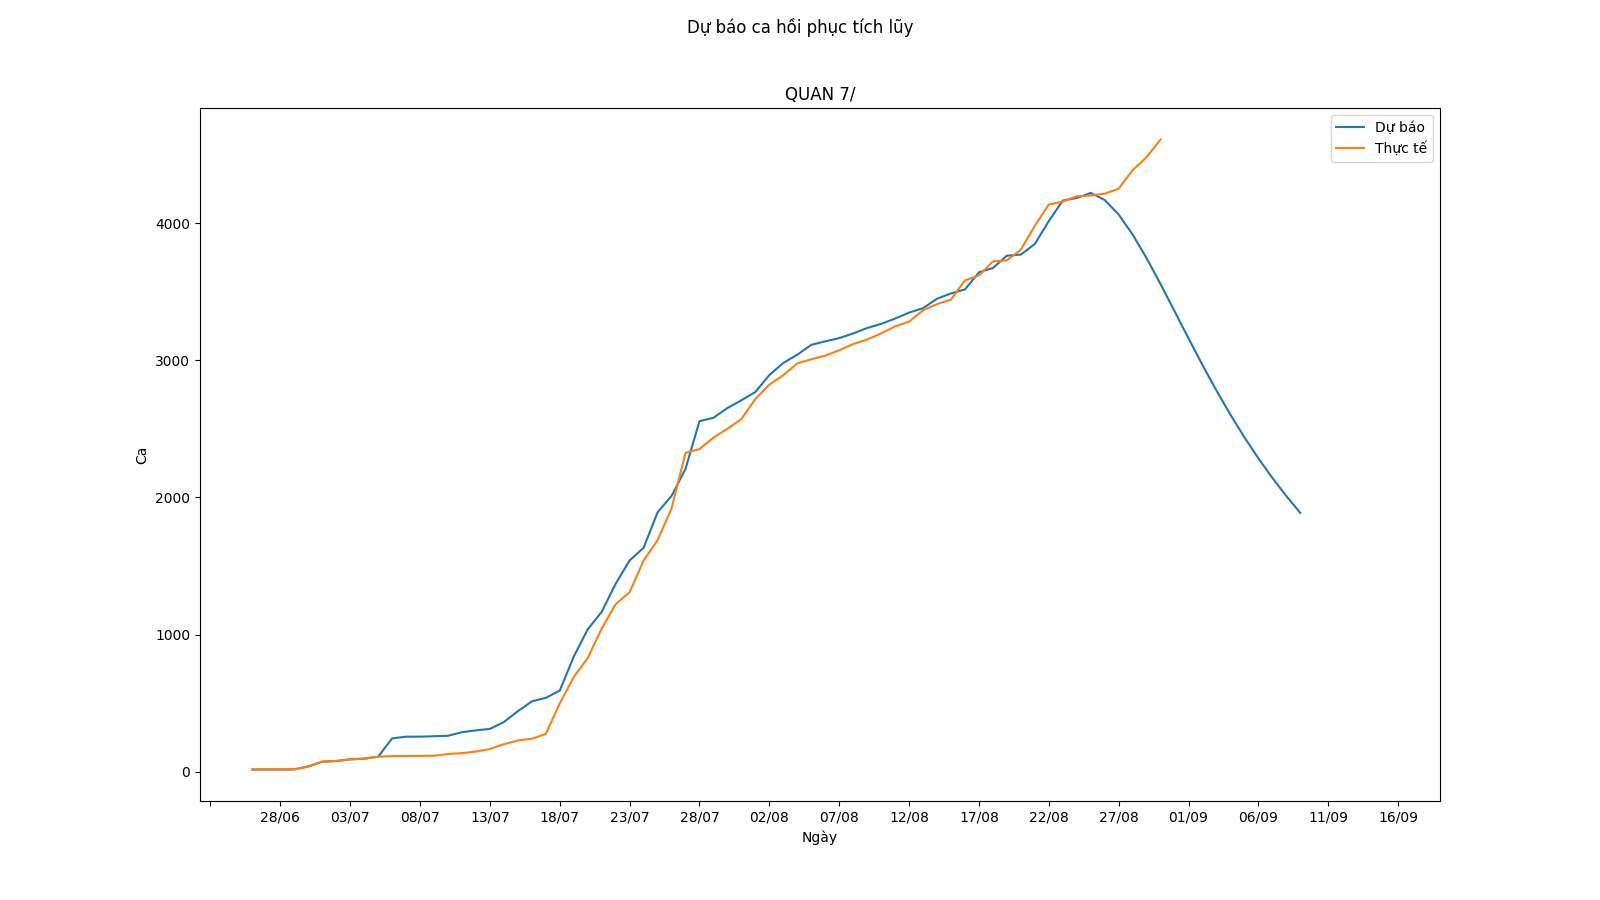 Dự báo ca hồi phục tích lũy
QUAN 7/
Dự báo
Thực tế
4000
3000
2000
1000
0
Ca
28/06 03/07 08/07 13/07 18/07 23/07 28/07 02/08 07/08 12/08 17/08 22/08 27/08 01/09 06/09 11/09 16/09
Ngày